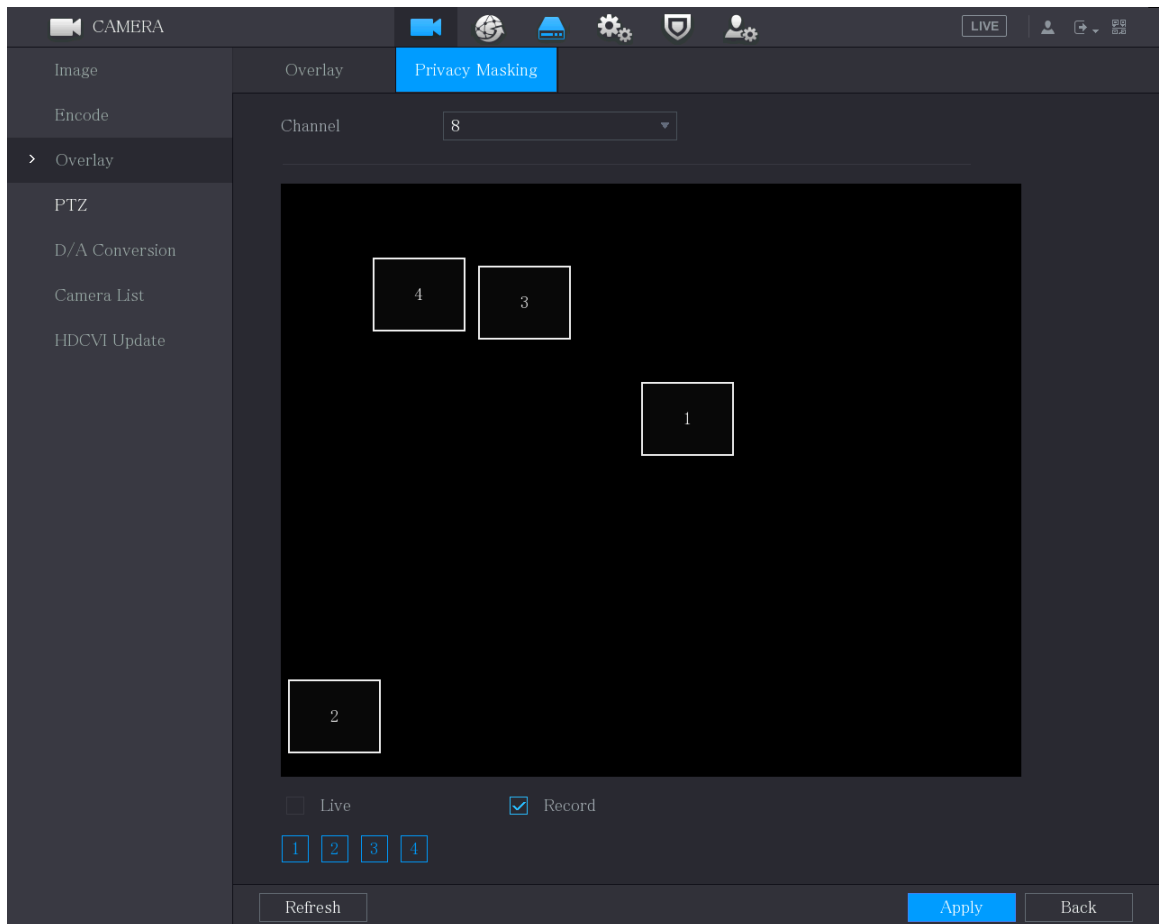 CAMERA
LIVE
Image
Encode
Overlay
PTZ
D/A Conversion
Camera List
HDCVI Update
Overlay Privacy Masking
Channel 8
4
3
1
2
Live Record
1 2 3 4
Refresh Apply Back